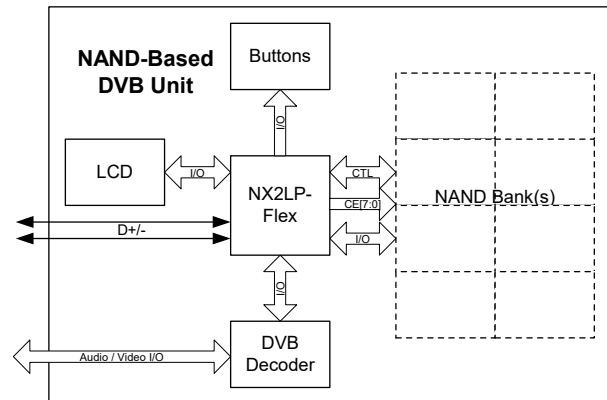 NAND-Based
DVB Unit
Buttons
I/O
LCD
I/O
NX2LP-
Flex
CTL
CE[7:0]
I/O
NAND Bank(s)
D+/-
I/O
DVB
Decoder
Audio / Video I/O